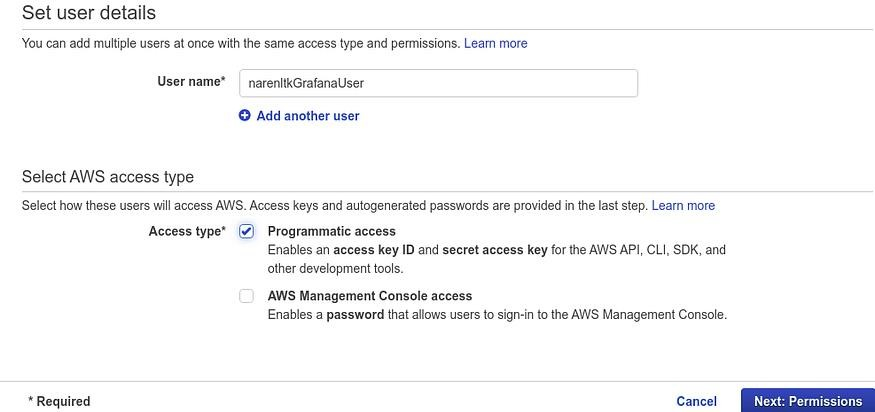 Set user details
You can add multiple users at once with the same access type and permissions. Learn more
User name* narenltkGrafanaUser
Add another user
Select AWS access type
Select how these users will access AWS. Access keys and autogenerated passwords are provided in the last step. Learn more
Access type* Programmatic access
Enables an access key ID and secret access key for the AWS API, CLI, SDK, and
other development tools.
AWS Management Console access
Enables a password that allows users to sign-in to the AWS Management Console.
* Required Cancel Next: Permissions